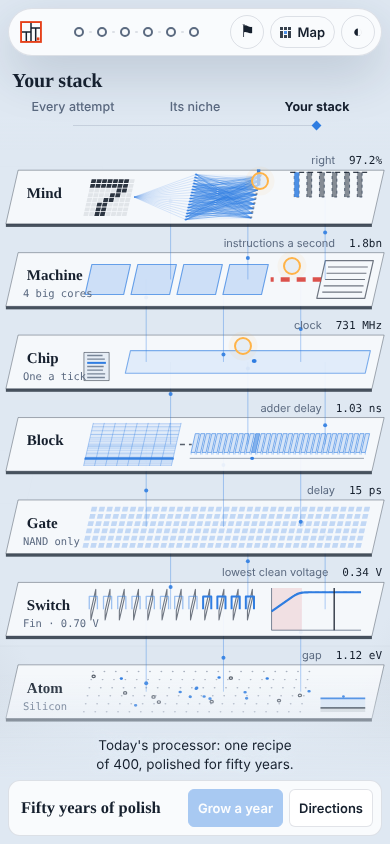 Map
Your stack
Every attempt Its niche Your stack
right 97.2%
Mind
instructions a second 1.8bn
Machine
4 big cores
clock 731 MHz
Chip
One a tick
adder delay 1.03 ns
Block
delay 15 ps
Gate
NAND only
lowest clean voltage 0.34 V
Switch
Fin · 0.70 V
gap 1.12 eV
Atom
Silicon
Today's processor: one recipe
of 400, polished for fifty years.
Fifty years of polish Grow a year Directions